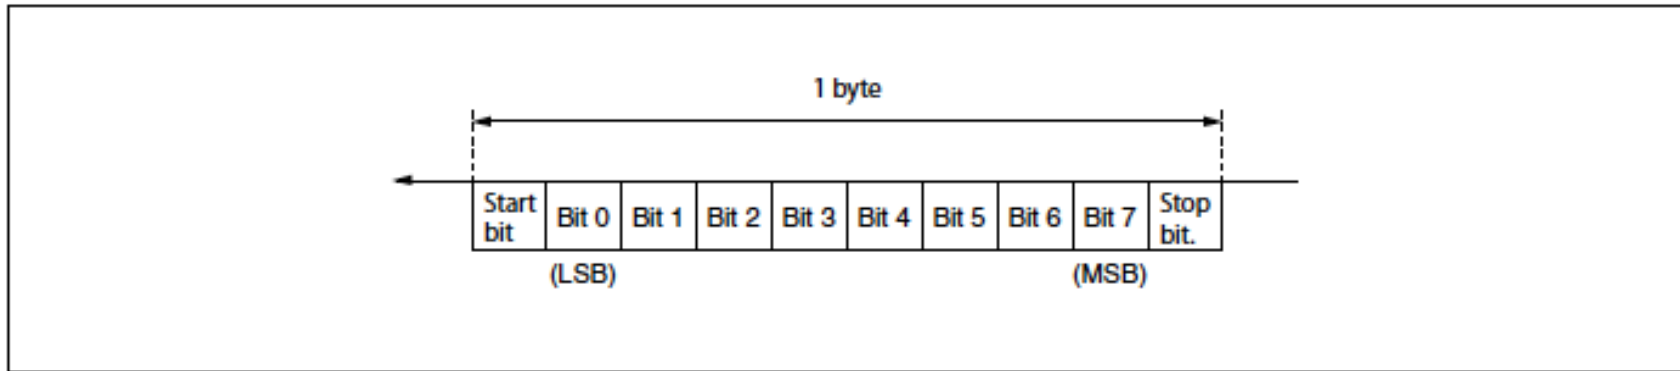 1 byte
Start bit
Bit 0
Bit 1
Bit 2
Bit 3
Bit 4
Bit 5
Bit 6
Bit 7
Stop bit.
(LSB)
(MSB)